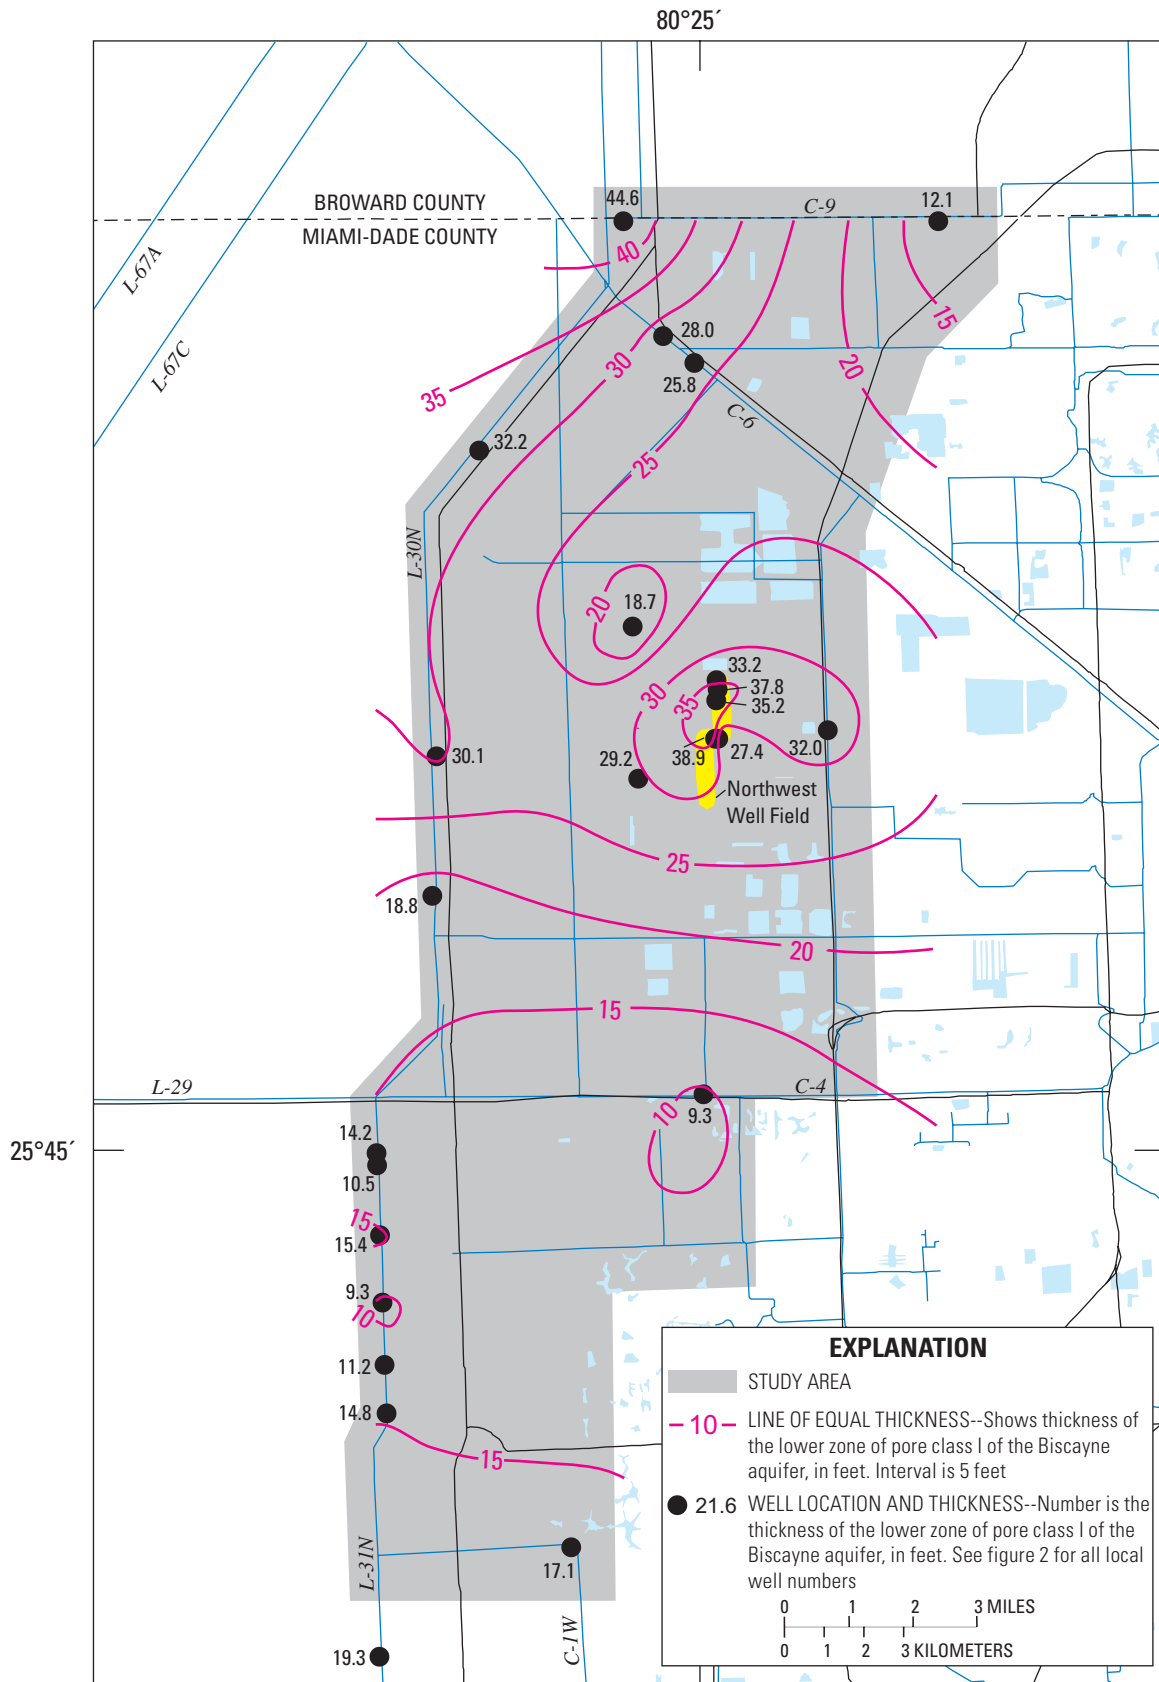 80°25´
BROWARD COUNTY
MIAMI-DADE COUNTY
44.6
C-9
12.1
L-67A
L-67C
40
15
28.0
30
25.8
20
35
C-6
32.2
25
L-30N
20
18.7
33.2
30
37.8
35
35.2
38.9
27.4
32.0
30.1
29.2
Northwest
Well Field
25
18.8
20
15
L-29
C-4
10
9.3
25°45´
14.2
10.5
15
15.4
9.3
10
11.2
14.8
15
L-31N
17.1
C-1W
19.3
EXPLANATION
STUDY AREA
10 LINE OF EQUAL THICKNESS--Shows thickness of
the lower zone of pore class I of the Biscayne
aquifer, in feet. Interval is 5 feet
21.6 WELL LOCATION AND THICKNESS--Number is the
thickness of the lower zone of pore class I of the
Biscayne aquifer, in feet. See figure 2 for all local
well numbers
0 1 2 3 MILES
0 1 2 3 KILOMETERS